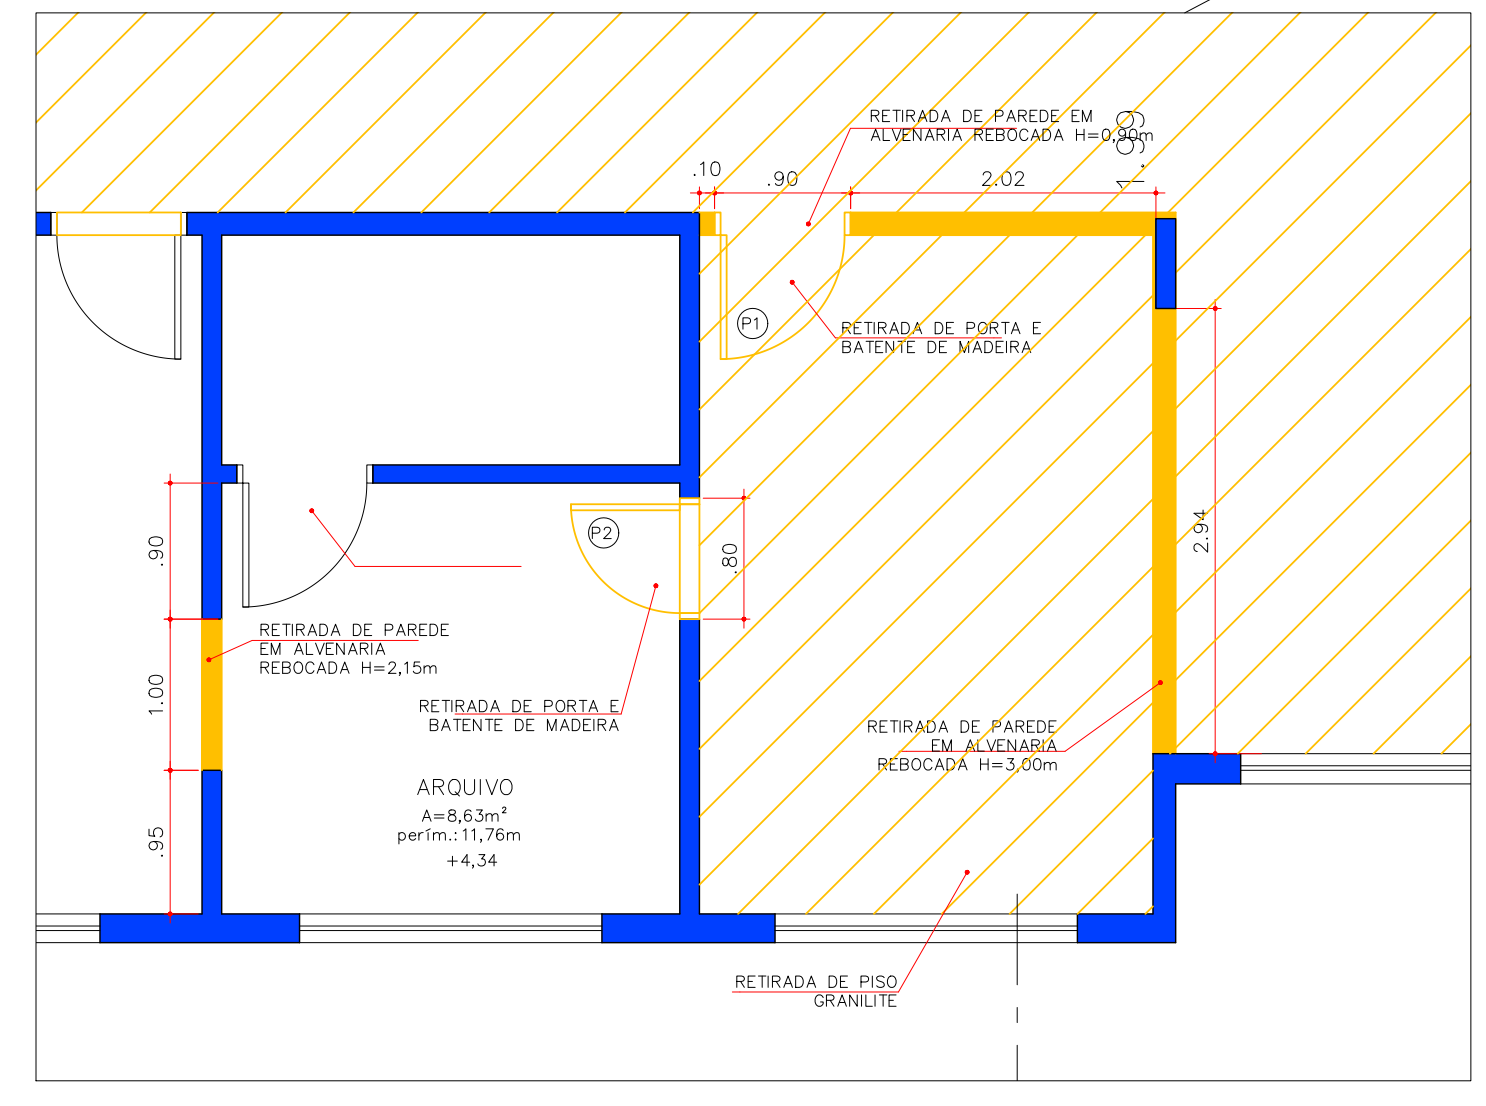 RETIRADA DE PAREDE EM
ALVENARIA REBOCADA H=0,90m
1.99
.10
.90
2.02
P1
RETIRADA DE PORTA E
BATENTE DE MADEIRA
.90
P2
.80
2.94
RETIRADA DE PAREDE
EM ALVENARIA
REBOCADA H=2,15m
1.00
RETIRADA DE PORTA E
BATENTE DE MADEIRA
RETIRADA DE PAREDE
EM ALVENARIA
REBOCADA H=3,00m
ARQUIVO
A=8,63m²
perím.: 11,76m
+4,34
.95
RETIRADA DE PISO
GRANILITE